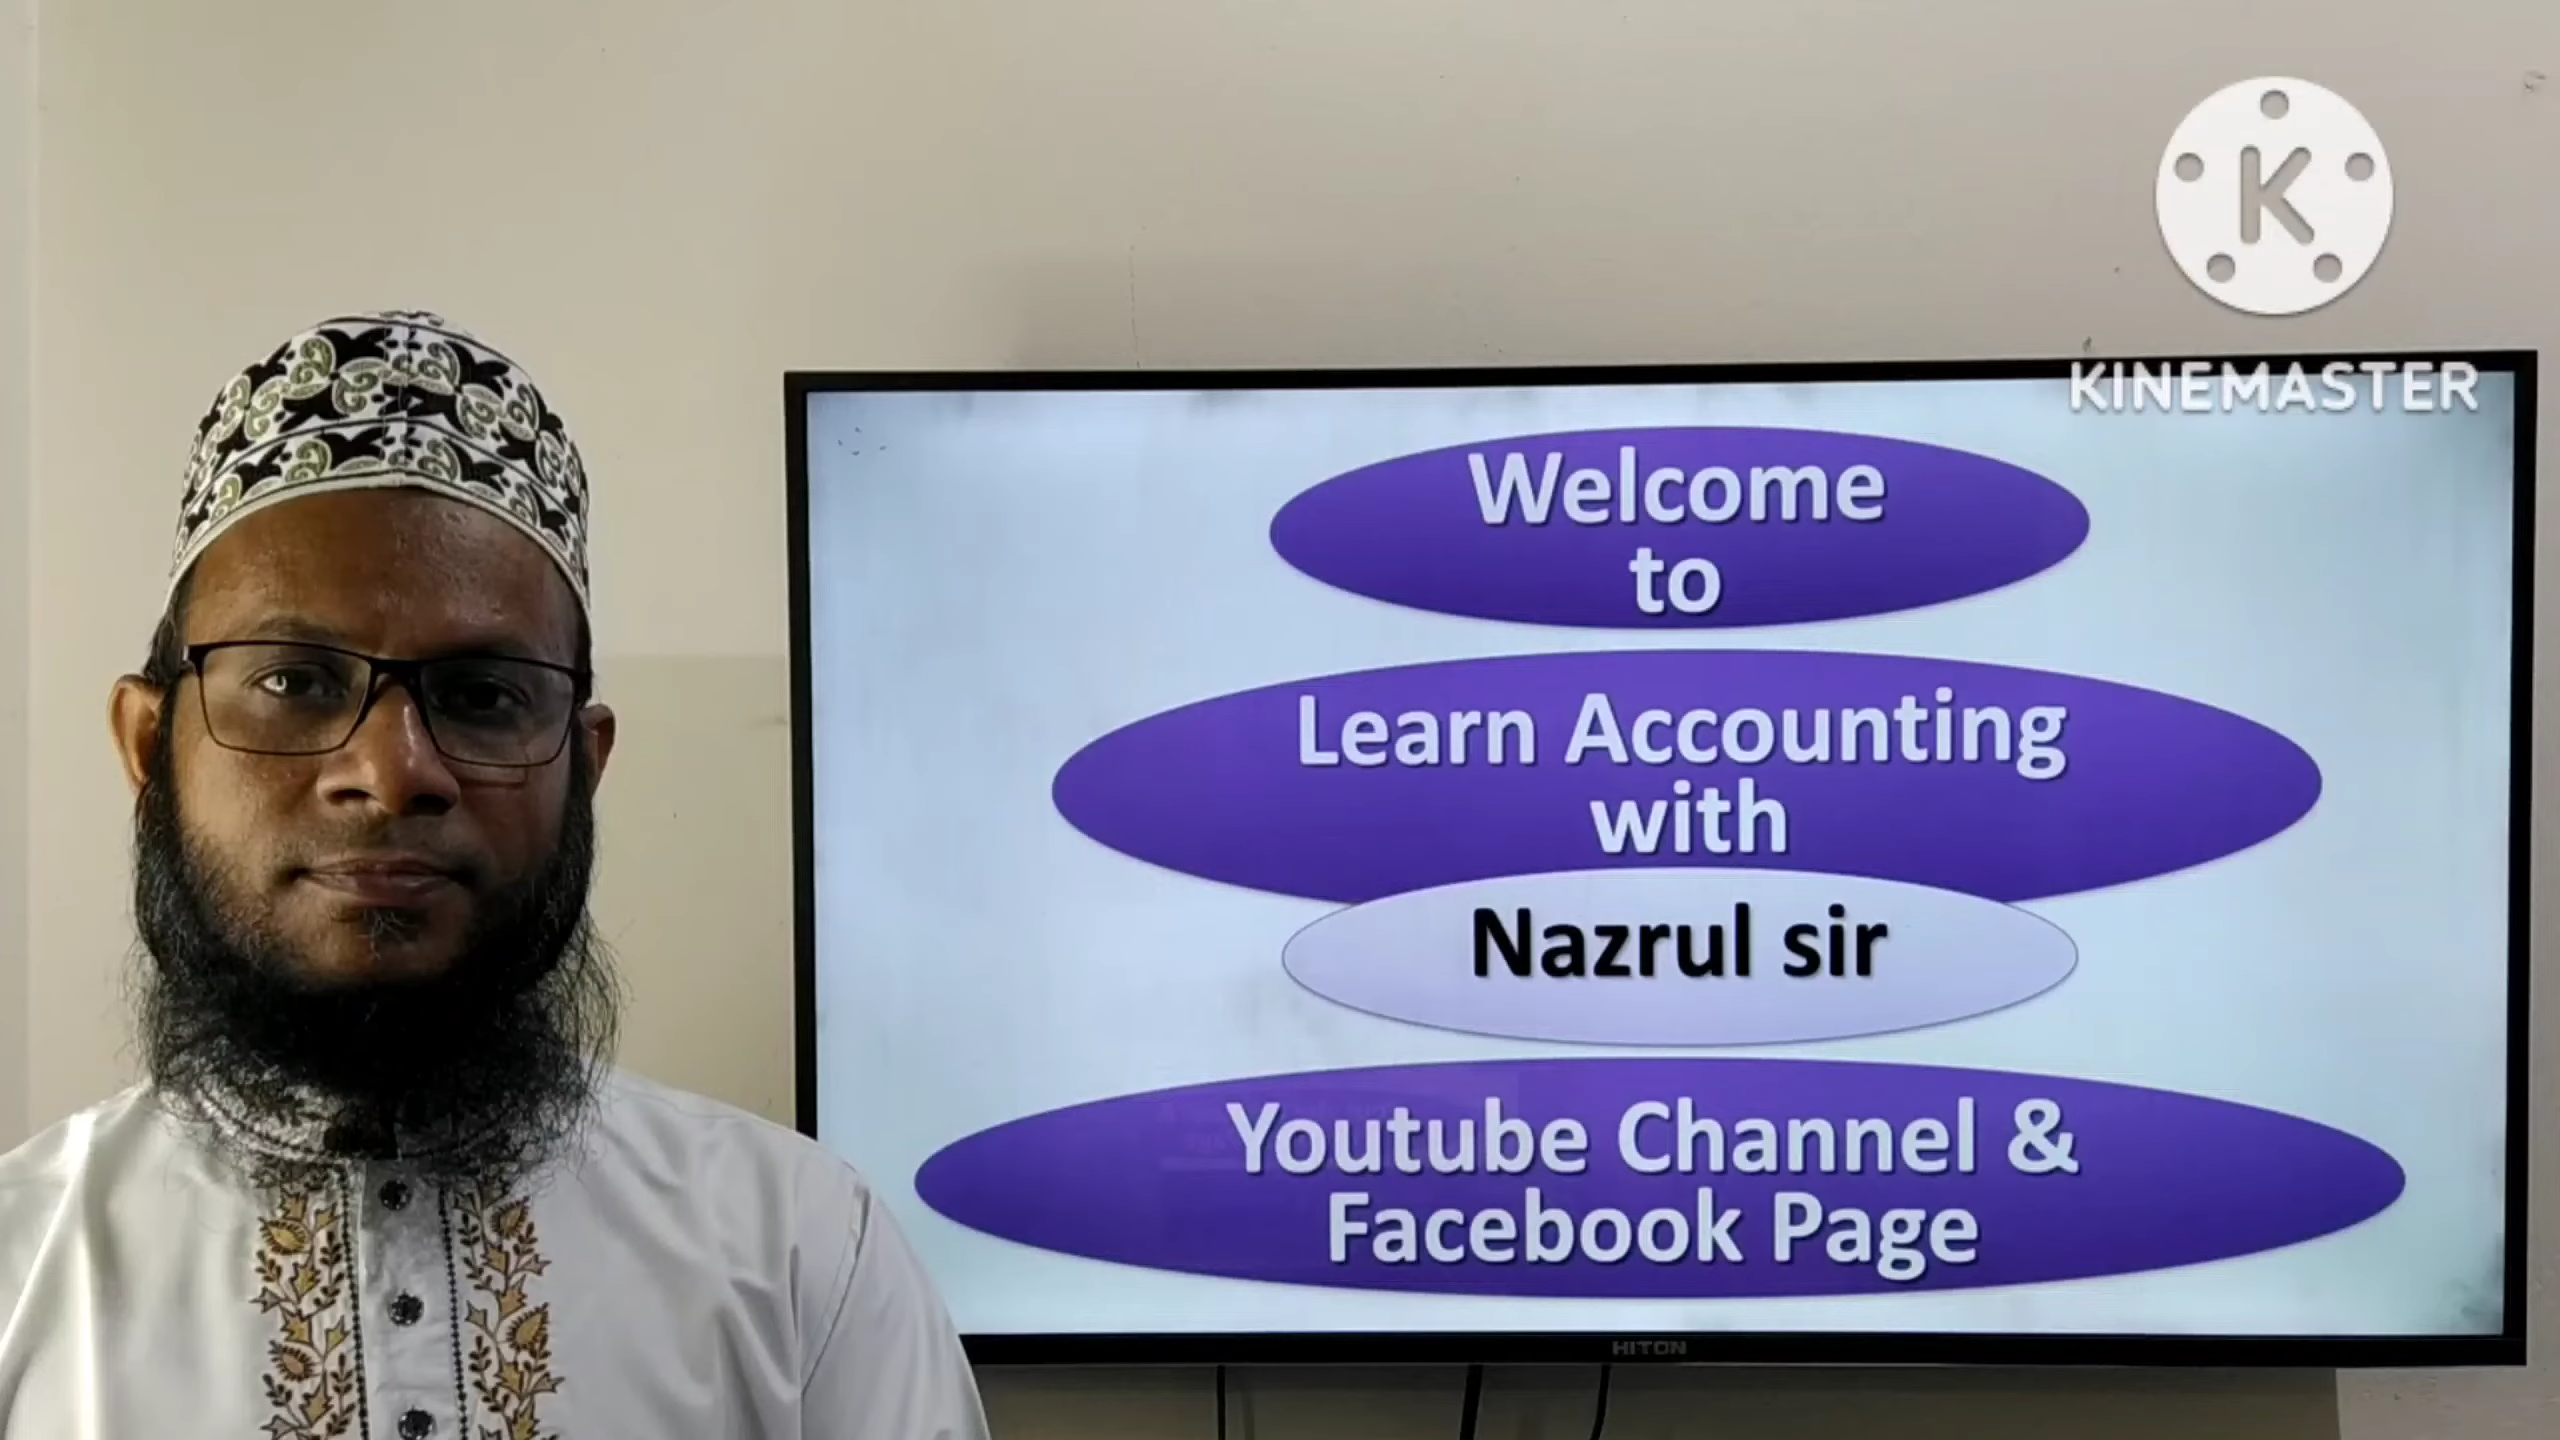 K
KINEMASTER
Welcome
to
Learn Accounting
with
Nazrul sir
Youtube Channel &
Facebook Page
HITON